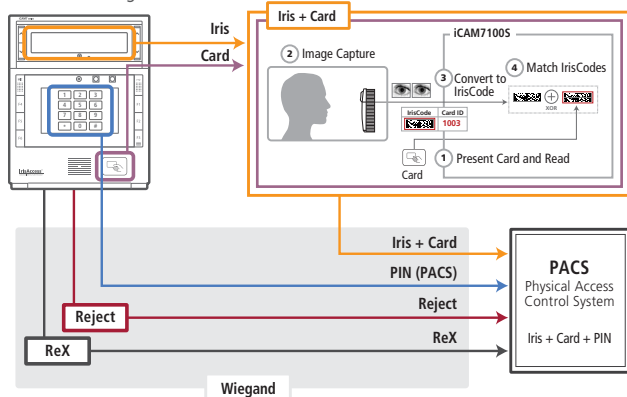 Iris
Card
Iris + Card
iCAM7100S
2 Image Capture
3 Convert to
IrisCode
4 Match IrisCodes
IrisCode Card ID
1003
XOR
Card
1 Present Card and Read
1 2 3
4 5 6
7 8 9
* 0 #
IrisAccess
Iris + Card
PIN (PACS)
Reject
Reject
ReX
ReX
Wiegand
PACS
Physical Access
Control System
Iris + Card + PIN